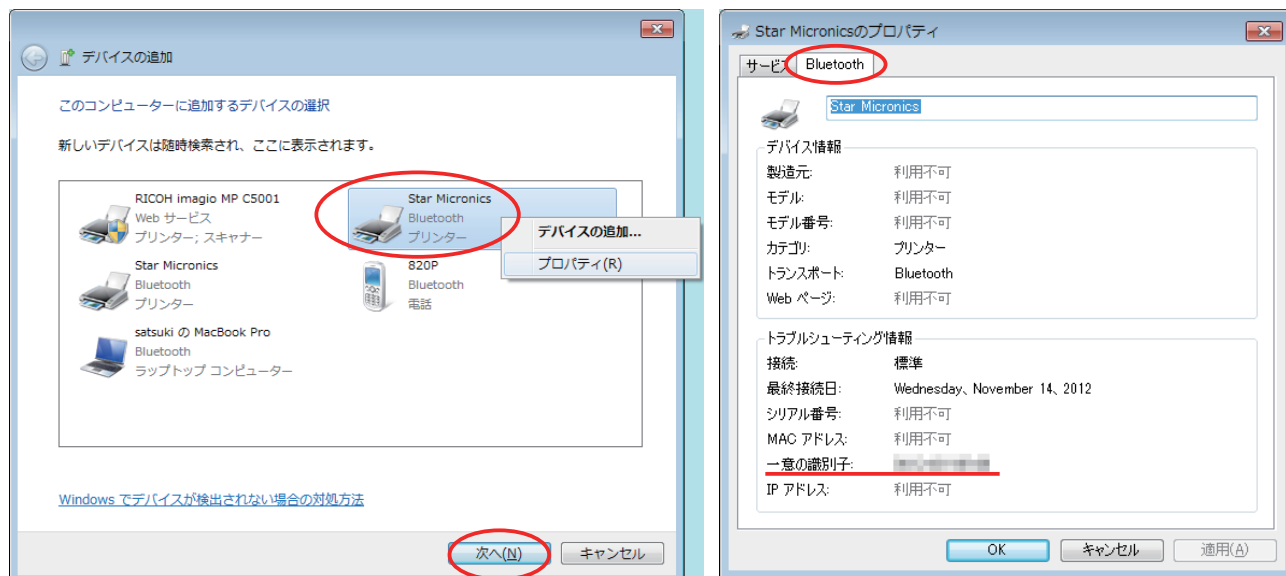 デバイスの追加
このコンピューターに追加するデバイスの選択
新しいデバイスは随時検索され、ここに表示されます。
RICOH imagio MP C5001
Web サービス
プリンター; スキャナー
Star Micronics
Bluetooth
プリンター
デバイスの追加...
プロパティ(R)
Star Micronics
Bluetooth
プリンター
820P
Bluetooth
電話
satsuki の MacBook Pro
Bluetooth
ラップトップ コンピューター
Windows でデバイスが検出されない場合の対処方法
次へ(N)
キャンセル
Star Micronicsのプロパティ
サービス
Bluetooth
Star Micronics
デバイス情報
製造元: 利用不可
モデル: 利用不可
モデル番号: 利用不可
カテゴリ: プリンター
トランスポート: Bluetooth
Web ページ: 利用不可
トラブルシューティング情報
接続: 標準
最終接続日: Wednesday、November 14、2012
シリアル番号: 利用不可
MAC アドレス: 利用不可
一意の識別子:
IP アドレス: 利用不可
OK
キャンセル
適用(A)